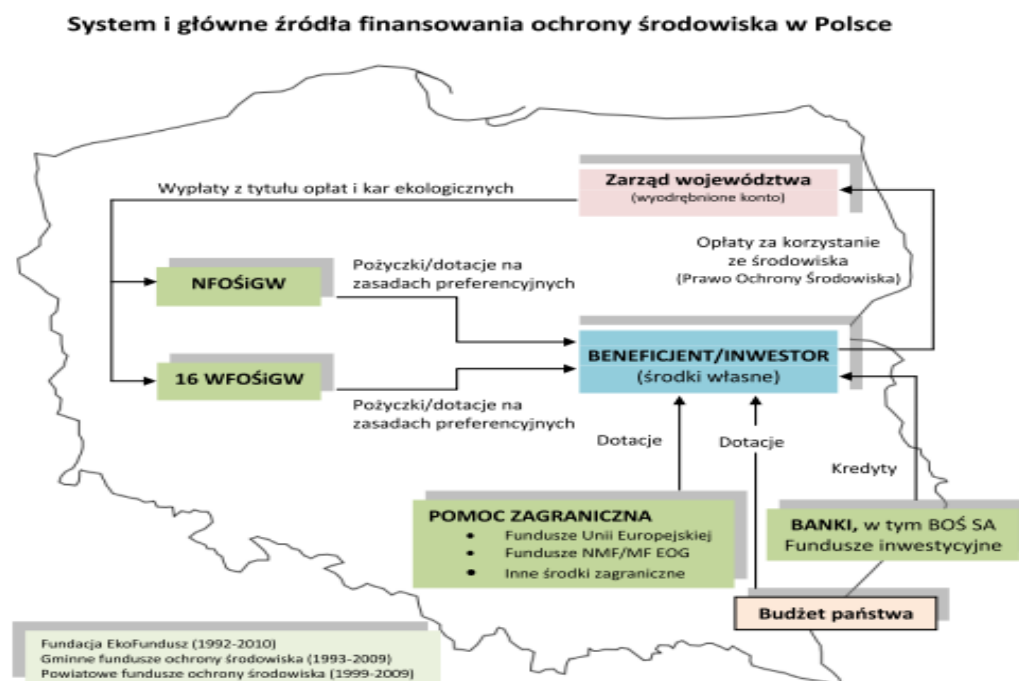 System i główne źródła finansowania ochrony środowiska w Polsce
Wypłaty z tytułu opłat i kar ekologicznych
Zarząd województwa
(wyodrębnione konto)
Opłaty za korzystanie
ze środowiska
(Prawo Ochrony Środowiska)
NFOŚiGW
Pożyczki/dotacje na
zasadach preferencyjnych
BENEFICJENT/INWESTOR
(środki własne)
16 WFOŚiGW
Pożyczki/dotacje na
zasadach preferencyjnych
Dotacje
Dotacje
Kredyty
POMOC ZAGRANICZNA
• Fundusze Unii Europejskiej
• Fundusze NMF/MF EOG
• Inne środki zagraniczne
BANKI, w tym BOŚ SA
Fundusze inwestycyjne
Budżet państwa
Fundacja EkoFundusz (1992-2010)
Gminne fundusze ochrony środowiska (1993-2009)
Powiatowe fundusze ochrony środowiska (1999-2009)